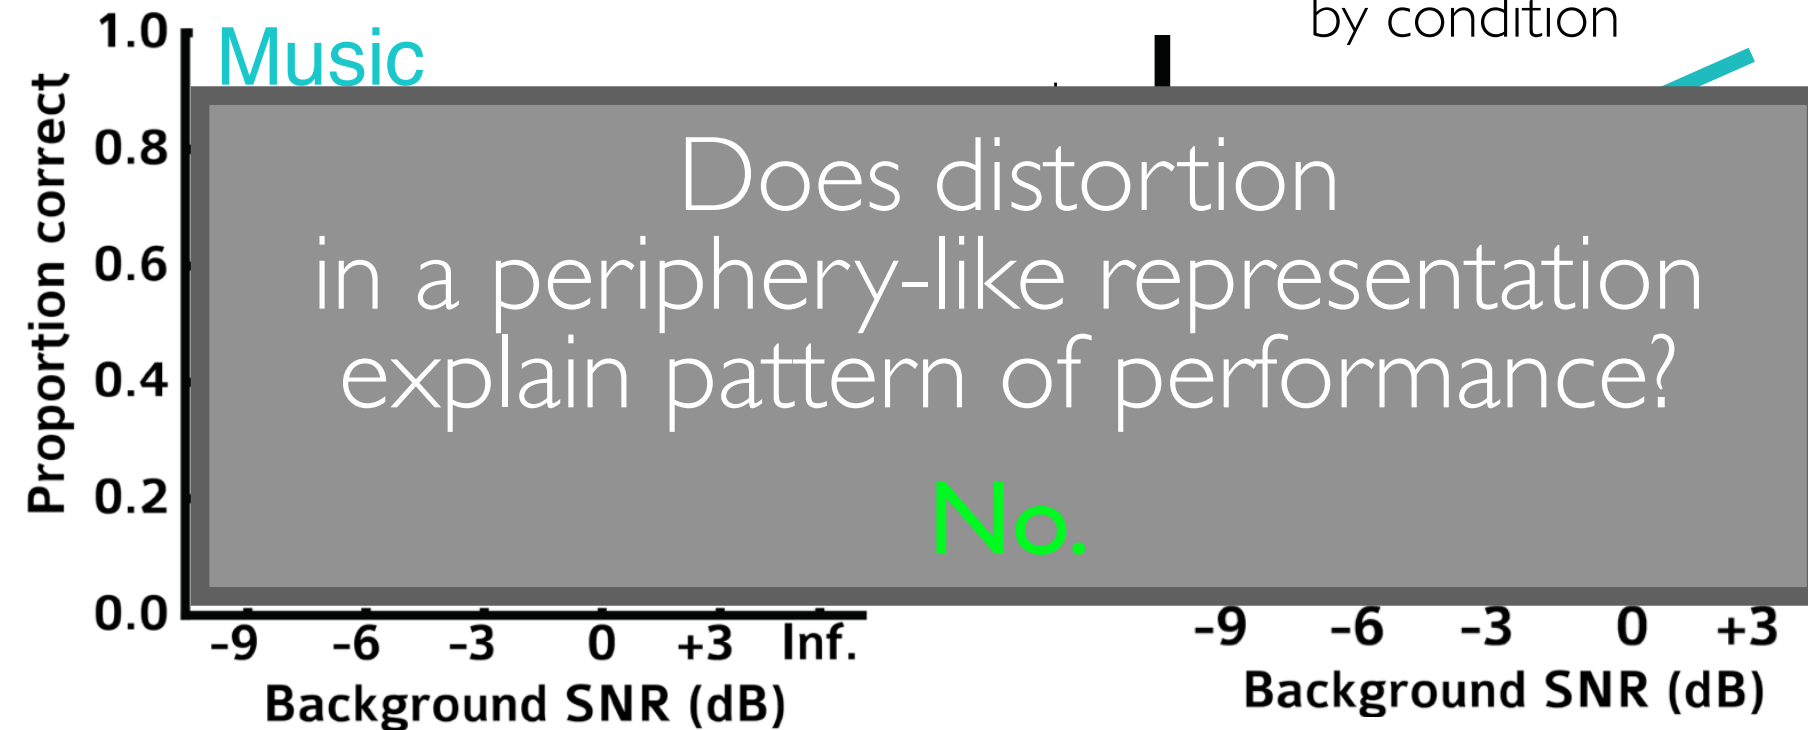 by condition
1.0
Music
Proportion correct
0.8
0.6
0.4
0.2
0.0
Does distortion
in a periphery-like representation
explain pattern of performance?
No.
-9 -6 -3 0 +3 Inf.
Background SNR (dB)
-9 -6 -3 0 +3
Background SNR (dB)